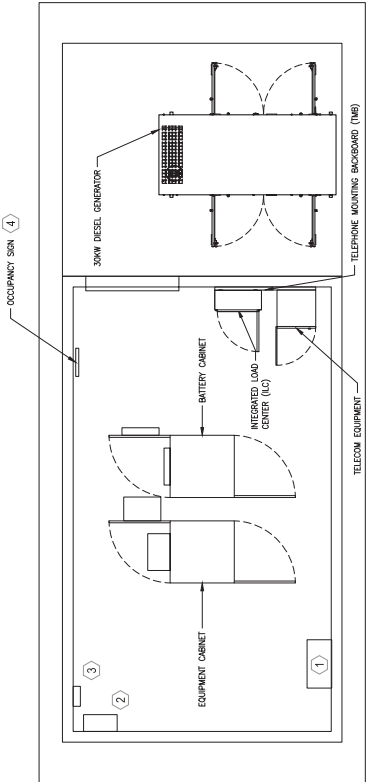 OCCUPANCY SIGN 4
30KW DIESEL GENERATOR
TELEPHONE MOUNTING BACKBOARD (TMB)
BATTERY CABINET
INTEGRATED LOAD
CENTER (ILC)
TELECOM EQUIPMENT
EQUIPMENT CABINET
3
2
1